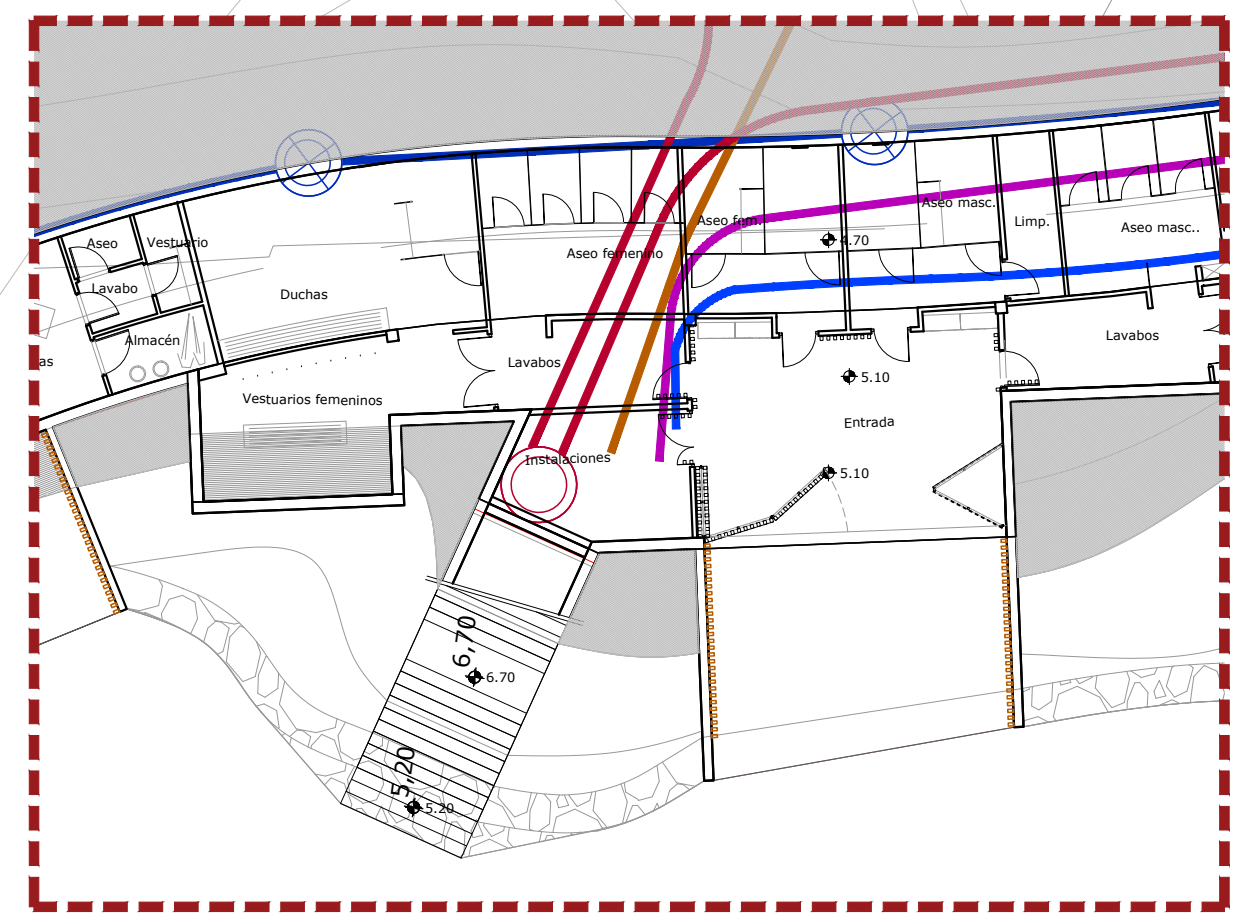 Aseo
Vestuario
Lavabo
Duchas
Almacén
as
Vestuarios femeninos
Aseo femenino
Lavabos
Instalaciones
Aseo fem.
4.70
Aseo masc.
Limp.
Aseo masc..
5.10
Lavabos
Entrada
5.10
6,70
6.70
5,20
5.20